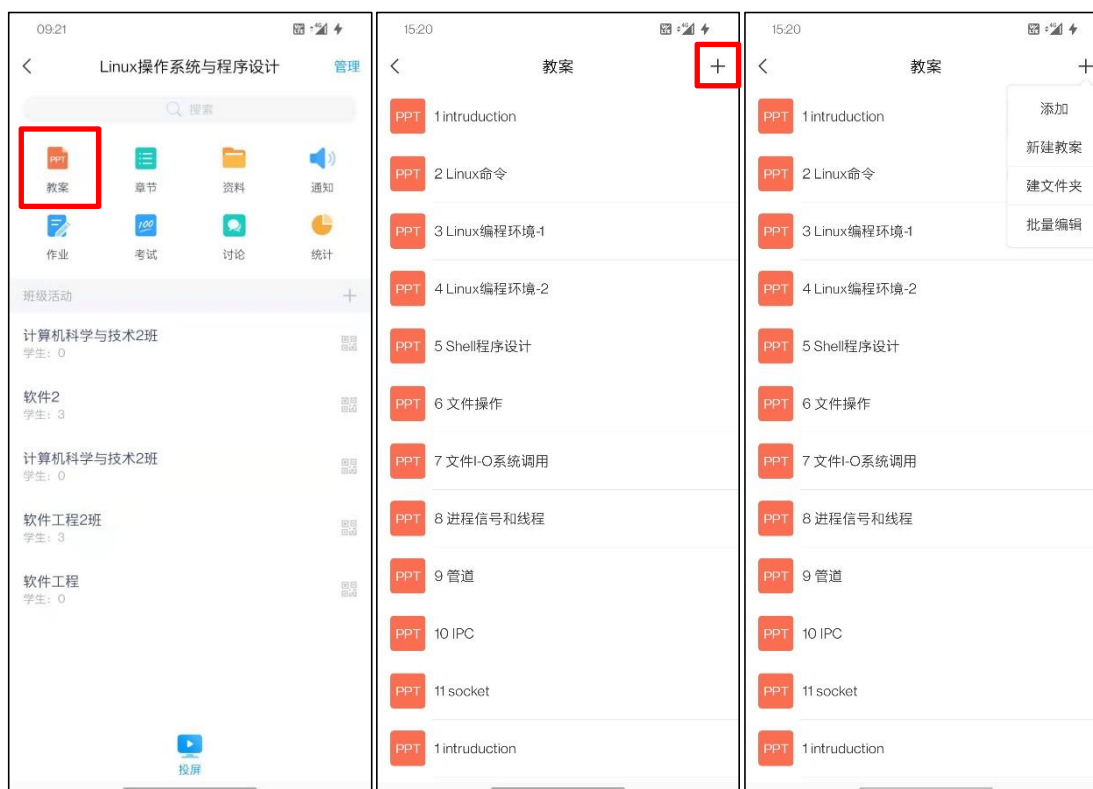 09:21
Linux操作系统与程序设计 管理
搜索
PPT
教案 章节 资料 通知
100
作业 考试 讨论 统计
班级活动
计算机科学与技术2班
学生: 0
软件2
学生: 3
计算机科学与技术2班
学生: 0
软件工程2班
学生: 3
软件工程
学生: 0
投屏
15:20
教案
PPT 1 intruduction
PPT 2 Linux命令
PPT 3 Linux编程环境-1
PPT 4 Linux编程环境-2
PPT 5 Shell程序设计
PPT 6 文件操作
PPT 7 文件I-O系统调用
PPT 8 进程信号和线程
PPT 9 管道
PPT 10 IPC
PPT 11 socket
PPT 1 intruduction
15:20
教案
添加
新建教案
建文件夹
批量编辑
PPT 1 intruduction
PPT 2 Linux命令
PPT 3 Linux编程环境-1
PPT 4 Linux编程环境-2
PPT 5 Shell程序设计
PPT 6 文件操作
PPT 7 文件I-O系统调用
PPT 8 进程信号和线程
PPT 9 管道
PPT 10 IPC
PPT 11 socket
PPT 1 intruduction